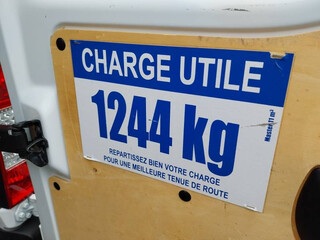 CHARGE UTILE
1244 kg
REPARTISSEZ BIEN VOTRE CHARGE
POUR UNE MEILLEURE TENUE DE ROUTE